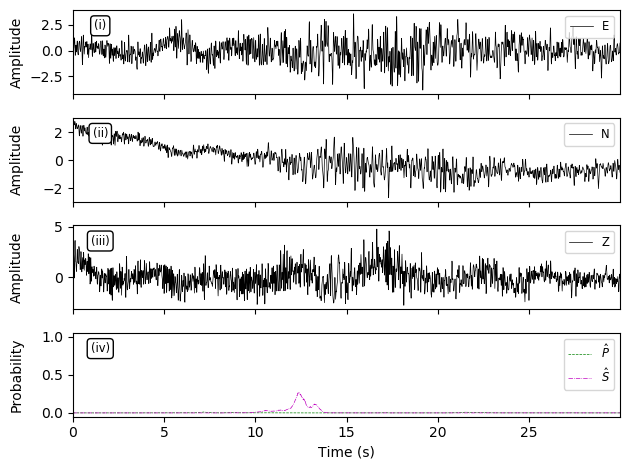 (i)
E
Amplitude
2.5
0.0
−2.5
(ii)
N
Amplitude
2
0
−2
(iii)
Z
Amplitude
5
0
(iv)
P̂
Ŝ
Probability
1.0
0.5
0.0
0 5 10 15 20 25
Time (s)